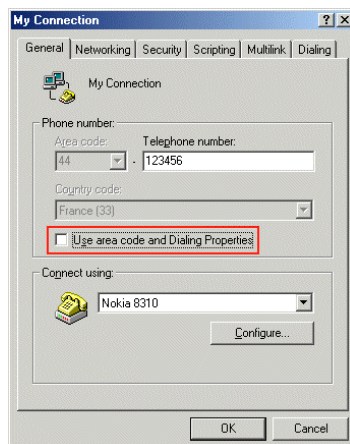 My Connection
General Networking Security Scripting Multilink Dialing
My Connection
Phone number:
Area code: Telephone number:
44 - 123456
Country code:
France (33)
Use area code and Dialing Properties
Connect using:
Nokia 8310
Configure...
OK Cancel